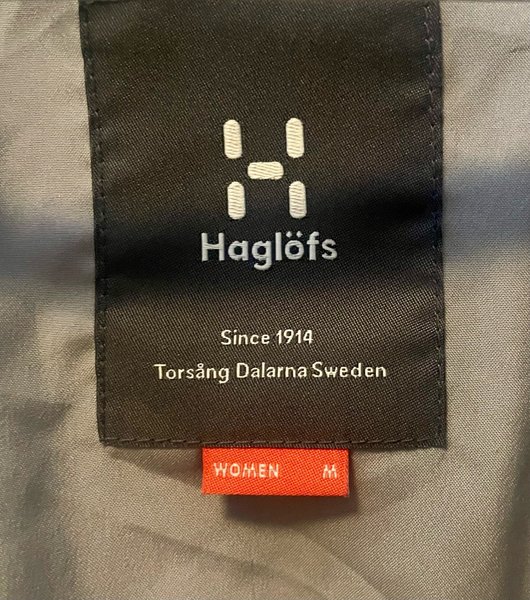 Haglöfs
Since 1914
Torsång Dalarna Sweden
WOMEN M